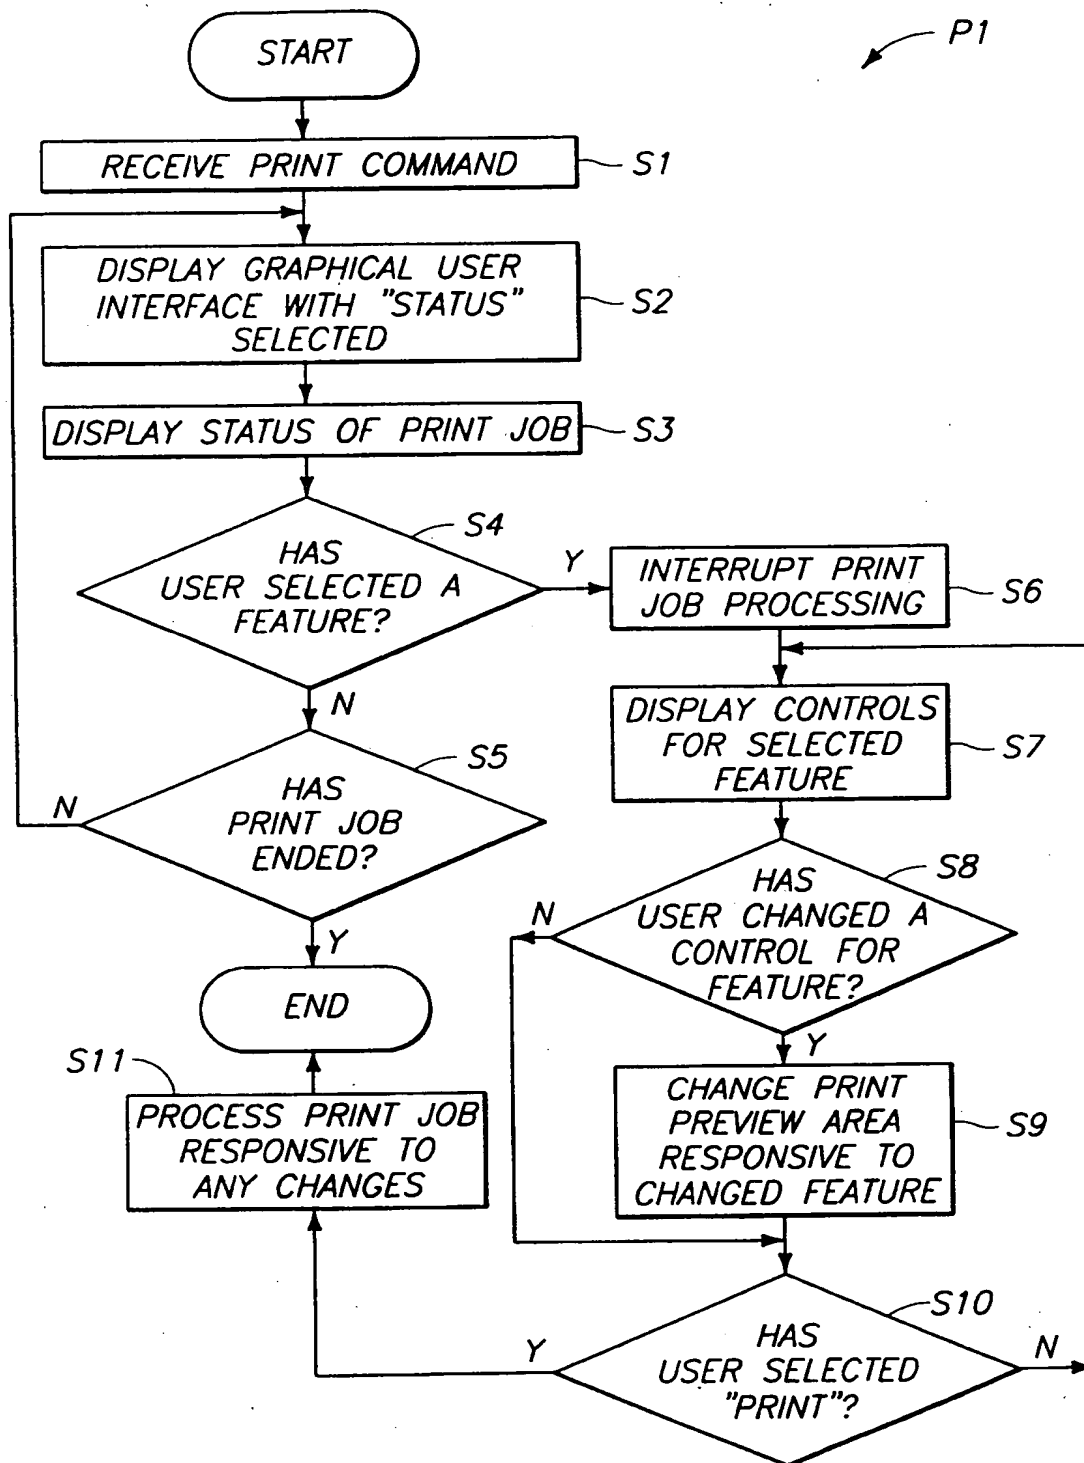 P1
START
RECEIVE PRINT COMMAND
S1
DISPLAY GRAPHICAL USER
INTERFACE WITH "STATUS"
SELECTED
S2
DISPLAY STATUS OF PRINT JOB
S3
HAS
USER SELECTED A
FEATURE?
S4
Y
N
INTERRUPT PRINT
JOB PROCESSING
S6
HAS
PRINT JOB
ENDED?
S5
N
Y
DISPLAY CONTROLS
FOR SELECTED
FEATURE
S7
HAS
USER CHANGED A
CONTROL FOR
FEATURE?
S8
N
Y
END
S11
PROCESS PRINT JOB
RESPONSIVE TO
ANY CHANGES
CHANGE PRINT
PREVIEW AREA
RESPONSIVE TO
CHANGED FEATURE
S9
HAS
USER SELECTED
"PRINT"?
S10
Y
N